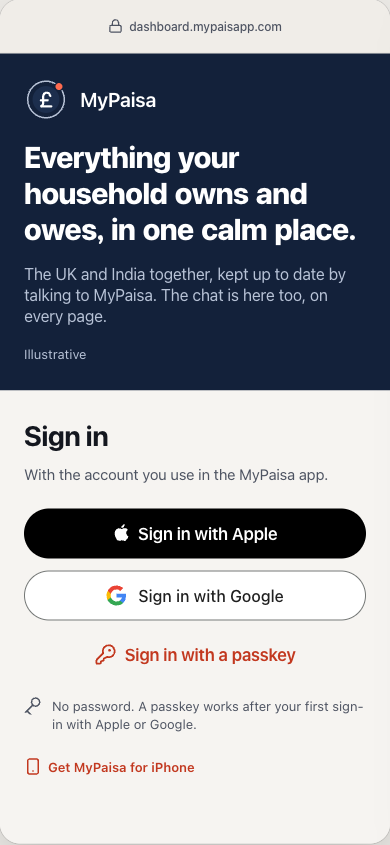 dashboard.mypaisapp.com
£
MyPaisa
Everything your
household owns and
owes, in one calm place.
The UK and India together, kept up to date by
talking to MyPaisa. The chat is here too, on
every page.
Illustrative
Sign in
With the account you use in the MyPaisa app.
Sign in with Apple
Sign in with Google
Sign in with a passkey
No password. A passkey works after your first sign-
in with Apple or Google.
Get MyPaisa for iPhone